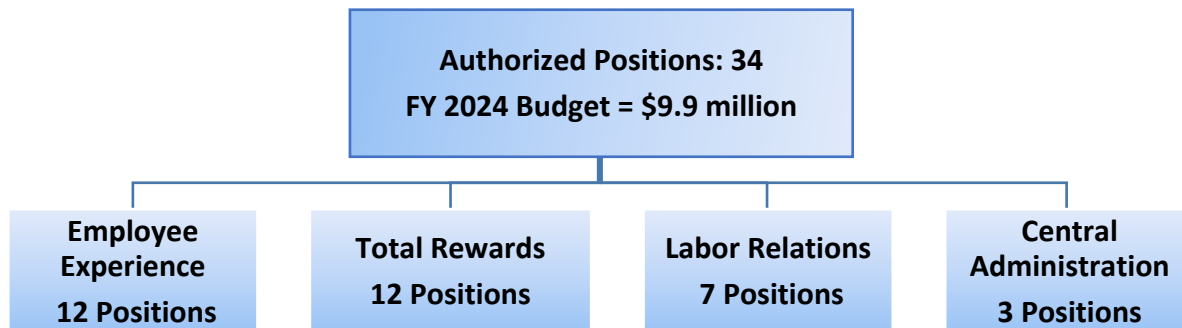 Authorized Positions: 34
FY 2024 Budget = $9.9 million
Employee
Experience
12 Positions
Total Rewards
12 Positions
Labor Relations
7 Positions
Central
Administration
3 Positions